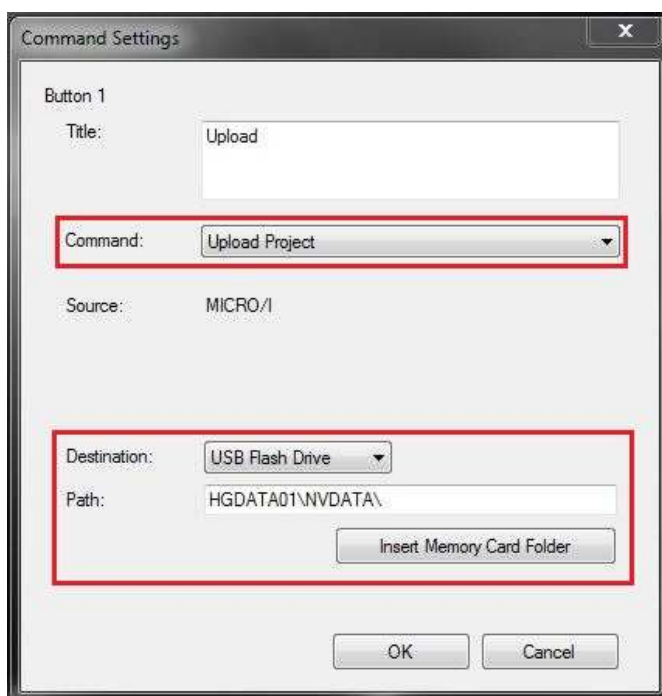 Command Settings
x
Button 1
Title: Upload
Command: Upload Project
Source: MICRO/I
Destination: USB Flash Drive
Path: HGDATA01\NVDATA\
Insert Memory Card Folder
OK Cancel